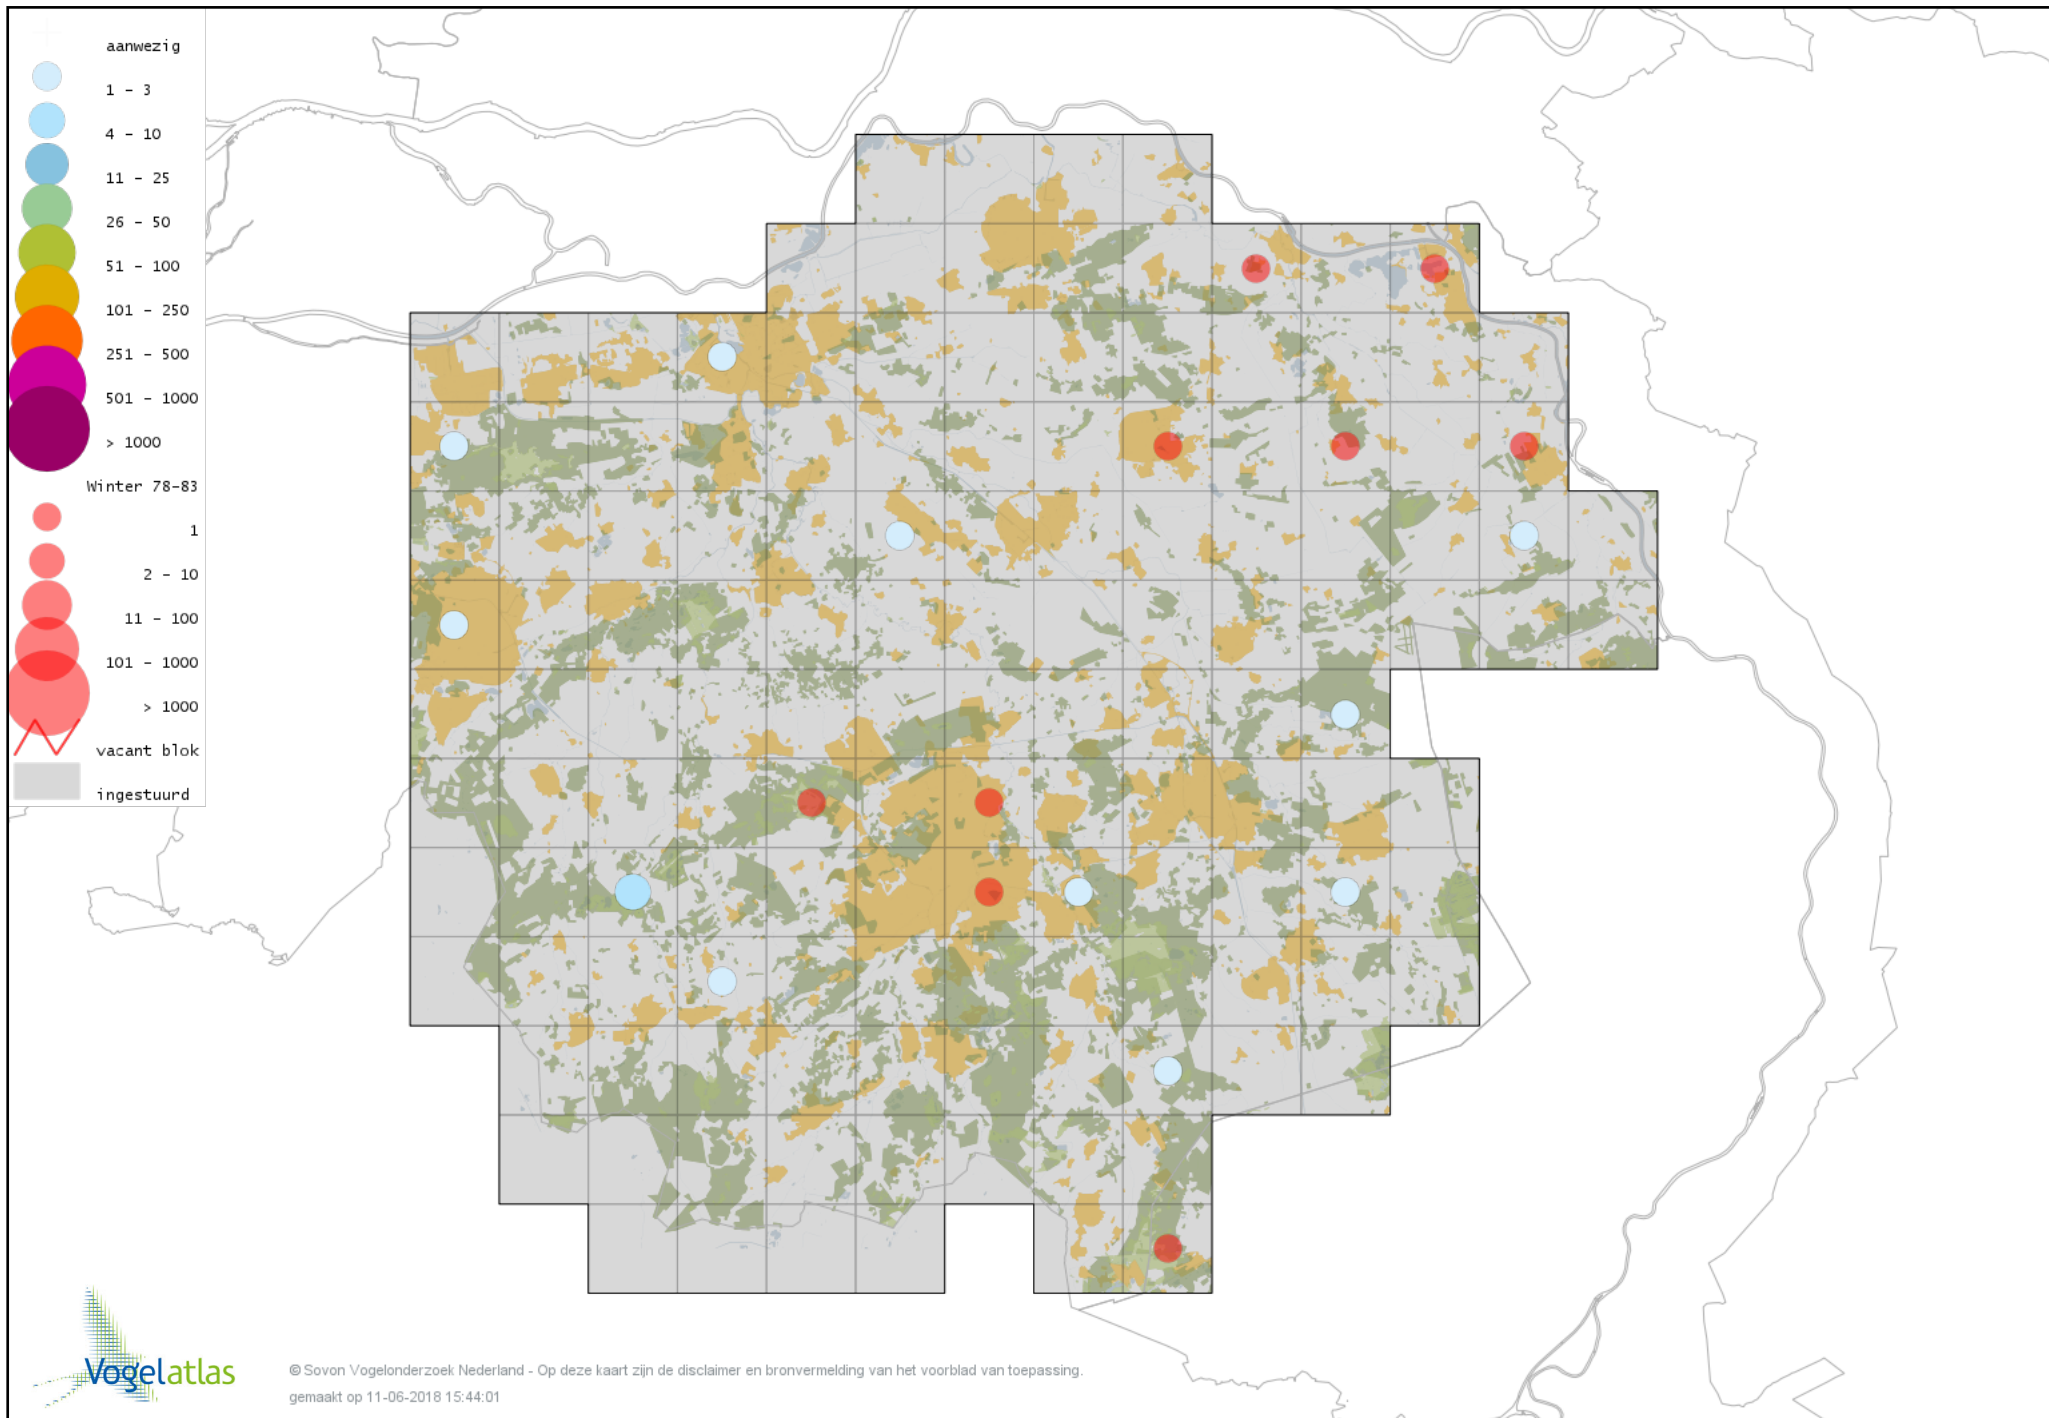 aanwezig
1 - 3
4 - 10
11 - 25
26 - 50
51 - 100
101 - 250
251 - 500
501 - 1000
> 1000
Winter 78-83
1
2 - 10
11 - 100
101 - 1000
> 1000
vacant blok
ingestuurd
Vogelatlas
© Sovon Vogelonderzoek Nederland - Op deze kaart zijn de disclaimer en bronvermelding van het voorblad van toepassing.
gemaakt op 11-06-2018 15:44:01